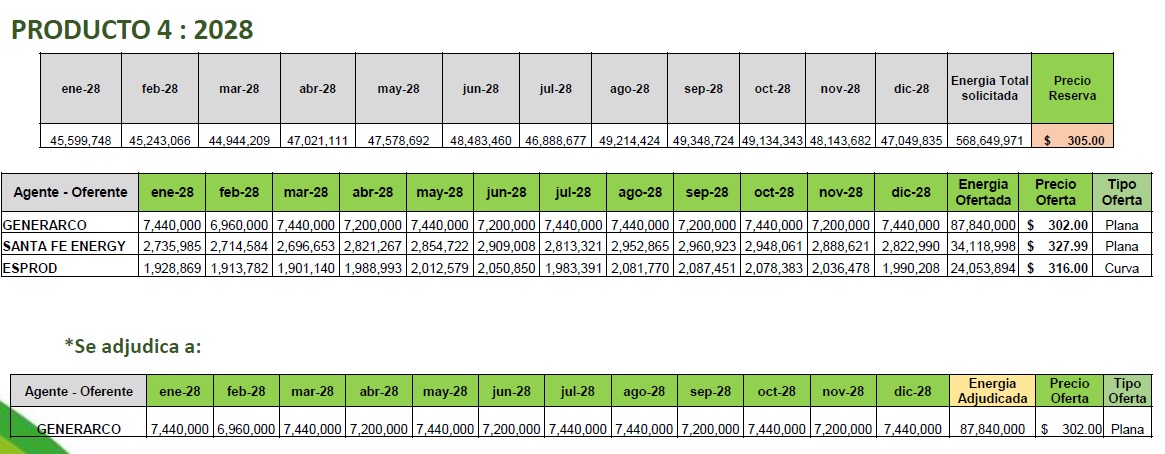 PRODUCTO 4 : 2028
ene-28 feb-28 mar-28 abr-28 may-28 jun-28 jul-28 ago-28 sep-28 oct-28 nov-28 dic-28 Energia Total solicitada Precio Reserva
45,599,748 45,243,066 44,944,209 47,021,111 47,578,692 48,483,460 46,888,677 49,214,424 49,348,724 49,134,343 48,143,682 47,049,835 568,649,971 $ 305.00
Agente - Oferente ene-28 feb-28 mar-28 abr-28 may-28 jun-28 jul-28 ago-28 sep-28 oct-28 nov-28 dic-28 Energia Ofertada Precio Oferta Tipo Oferta
GENERARCO 7,440,000 6,960,000 7,440,000 7,200,000 7,440,000 7,200,000 7,440,000 7,440,000 7,200,000 7,440,000 7,200,000 7,440,000 87,840,000 $ 302.00 Plana
SANTA FE ENERGY 2,735,985 2,714,584 2,696,653 2,821,267 2,854,722 2,909,008 2,813,321 2,952,865 2,960,923 2,948,061 2,888,621 2,822,990 34,118,998 $ 327.99 Plana
ESPROD 1,928,869 1,913,782 1,901,140 1,988,993 2,012,579 2,050,850 1,983,391 2,081,770 2,087,451 2,078,383 2,036,478 1,990,208 24,053,894 $ 316.00 Curva
*Se adjudica a:
Agente - Oferente ene-28 feb-28 mar-28 abr-28 may-28 jun-28 jul-28 ago-28 sep-28 oct-28 nov-28 dic-28 Energia Adjudicada Precio Oferta Tipo Oferta
GENERARCO 7,440,000 6,960,000 7,440,000 7,200,000 7,440,000 7,200,000 7,440,000 7,440,000 7,200,000 7,440,000 7,200,000 7,440,000 87,840,000 $ 302.00 Plana